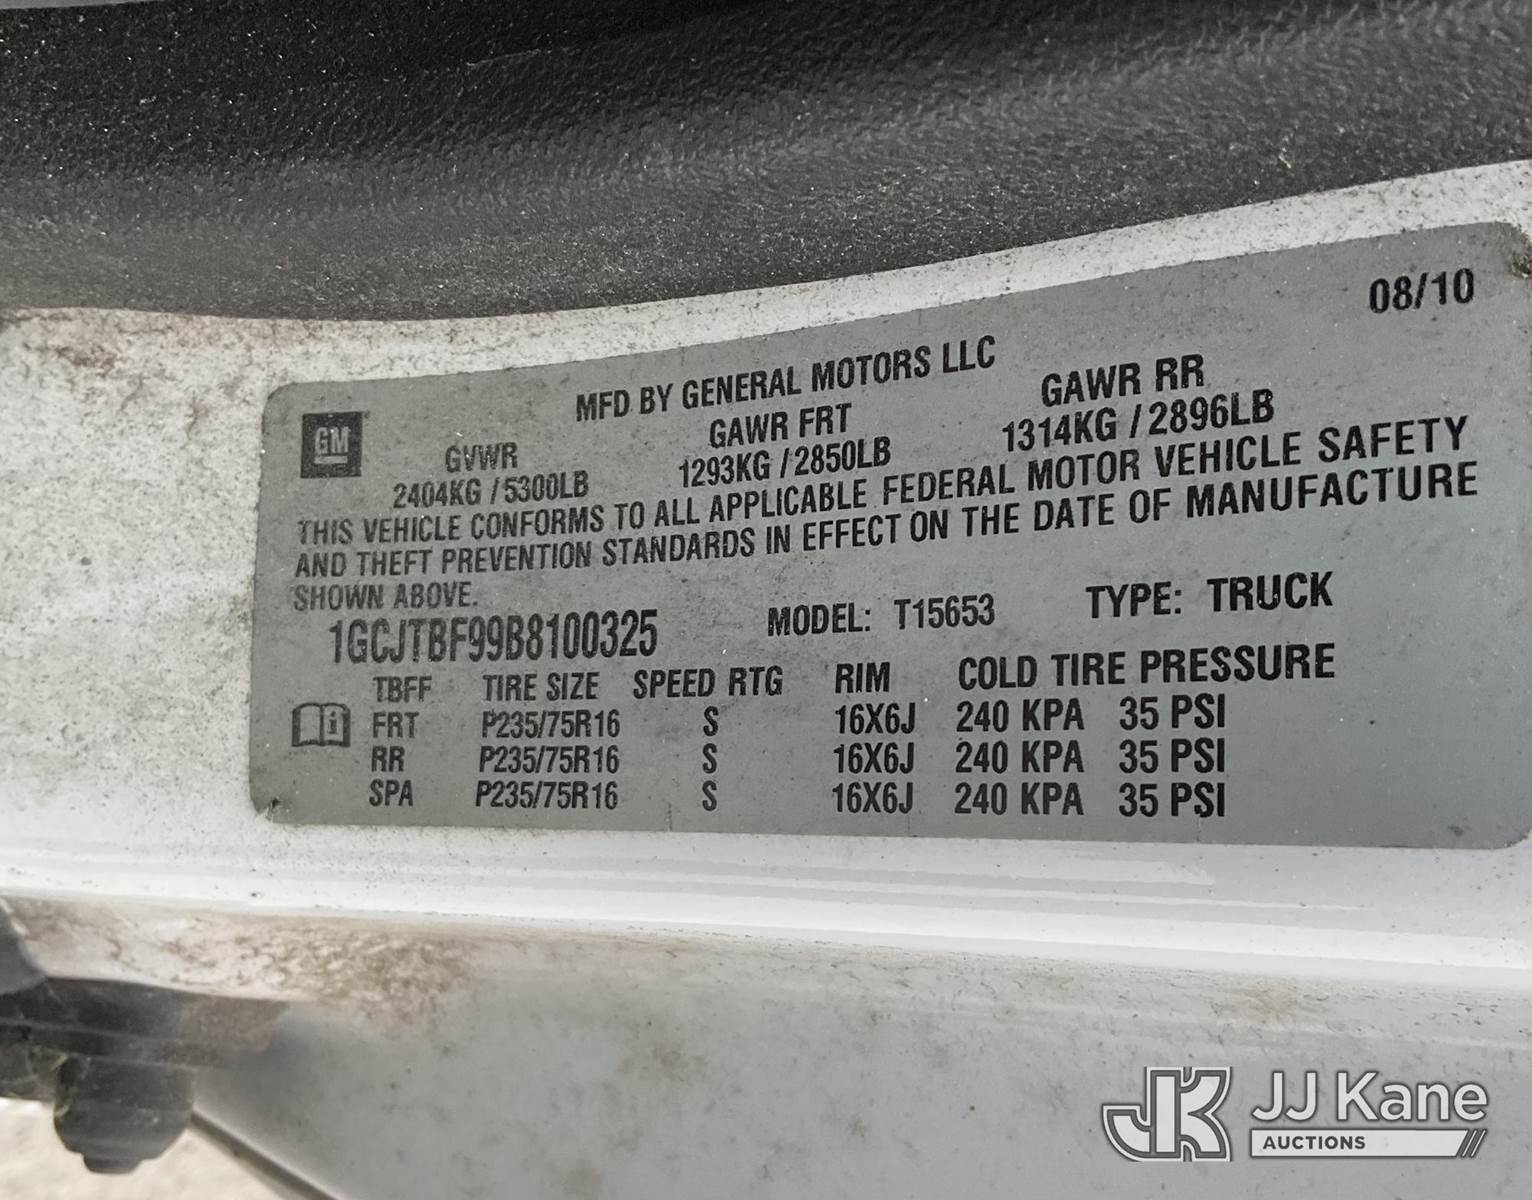 08/10
MFD BY GENERAL MOTORS LLC
GM
GVWR GAWR FRT GAWR RR
2404KG / 5300LB 1293KG / 2850LB 1314KG / 2896LB
THIS VEHICLE CONFORMS TO ALL APPLICABLE FEDERAL MOTOR VEHICLE SAFETY
AND THEFT PREVENTION STANDARDS IN EFFECT ON THE DATE OF MANUFACTURE
SHOWN ABOVE.
1GCJTBF99B8100325 MODEL: T15653 TYPE: TRUCK
TBFF TIRE SIZE SPEED RTG RIM COLD TIRE PRESSURE
FRT P235/75R16 S 16X6J 240 KPA 35 PSI
RR P235/75R16 S 16X6J 240 KPA 35 PSI
SPA P235/75R16 S 16X6J 240 KPA 35 PSI
JK JJ Kane
AUCTIONS